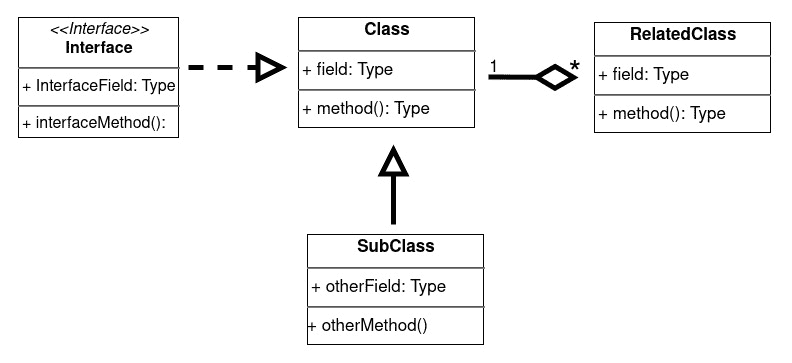 <<Interface>>
Interface
+ InterfaceField: Type
+ interfaceMethod():
Class
+ field: Type
+ method(): Type
1
*
RelatedClass
+ field: Type
+ method(): Type
SubClass
+ otherField: Type
+ otherMethod()